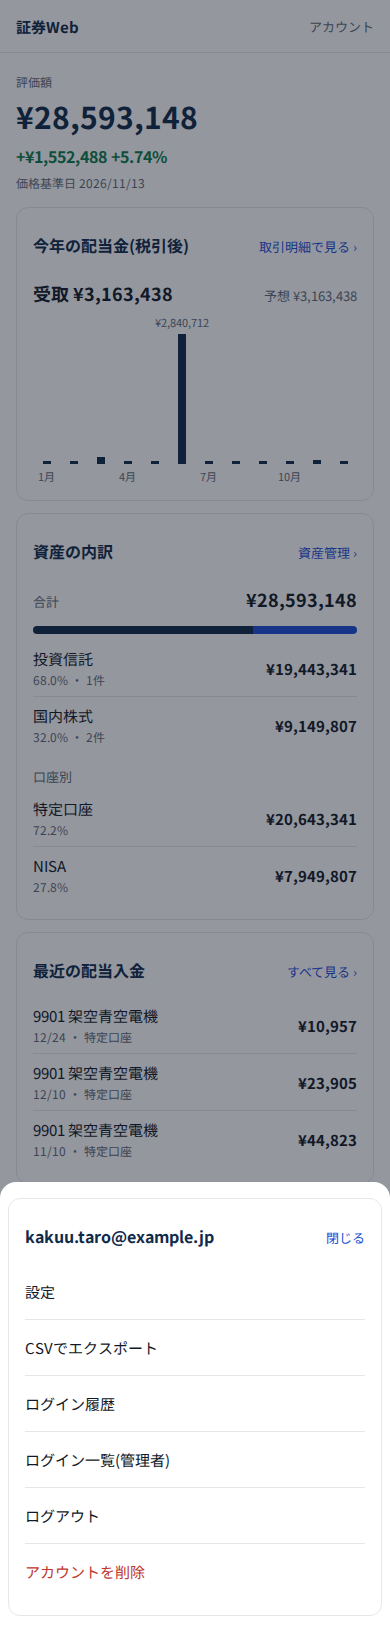 証券Web
アカウント
評価額
¥28,593,148
+¥1,552,488 +5.74%
価格基準日 2026/11/13
今年の配当金(税引後)
取引明細で見る ›
受取 ¥3,163,438
予想 ¥3,163,438
¥2,840,712
1月 4月 7月 10月
資産の内訳
資産管理 ›
合計
¥28,593,148
投資信託
68.0% ・ 1件
¥19,443,341
国内株式
32.0% ・ 2件
¥9,149,807
口座別
特定口座
72.2%
¥20,643,341
NISA
27.8%
¥7,949,807
最近の配当入金
すべて見る ›
9901 架空青空電機
12/24 ・ 特定口座
¥10,957
9901 架空青空電機
12/10 ・ 特定口座
¥23,905
9901 架空青空電機
11/10 ・ 特定口座
¥44,823
kakuu.taro@example.jp
閉じる
設定
CSVでエクスポート
ログイン履歴
ログイン一覧(管理者)
ログアウト
アカウントを削除